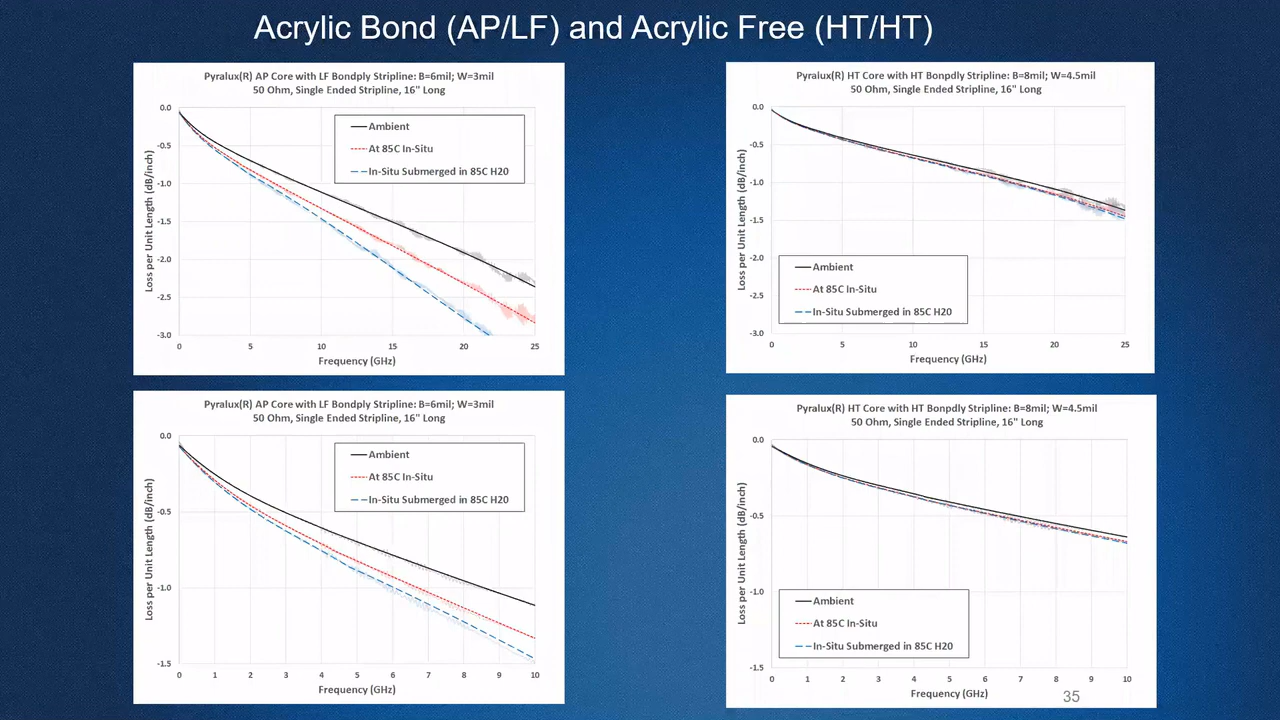 Acrylic Bond (AP/LF) and Acrylic Free (HT/HT)
Pyralux(R) AP Core with LF Bondply Stripline: B=6mil; W=3mil
50 Ohm, Single Ended Stripline, 16" Long
Loss per Unit Length (dB/inch)
0.0
-0.5
-1.0
-1.5
-2.0
-2.5
-3.0
Ambient
At 85C In-Situ
In-Situ Submerged in 85C H20
0 5 10 15 20 25
Frequency (GHz)
Pyralux(R) HT Core with HT Bonpdly Stripline: B=8mil; W=4.5mil
50 Ohm, Single Ended Stripline, 16" Long
Loss per Unit Length (dB/inch)
0.0
-0.5
-1.0
-1.5
-2.0
-2.5
-3.0
Ambient
At 85C In-Situ
In-Situ Submerged in 85C H20
0 5 10 15 20 25
Frequency (GHz)
Pyralux(R) AP Core with LF Bondply Stripline: B=6mil; W=3mil
50 Ohm, Single Ended Stripline, 16" Long
Loss per Unit Length (dB/inch)
0.0
-0.5
-1.0
-1.5
Ambient
At 85C In-Situ
In-Situ Submerged in 85C H20
0 1 2 3 4 5 6 7 8 9 10
Frequency (GHz)
Pyralux(R) HT Core with HT Bonpdly Stripline: B=8mil; W=4.5mil
50 Ohm, Single Ended Stripline, 16" Long
Loss per Unit Length (dB/inch)
0.0
-0.5
-1.0
-1.5
Ambient
At 85C In-Situ
In-Situ Submerged in 85C H20
0 1 2 3 4 5 6 7 8 9 10
Frequency (GHz)
35